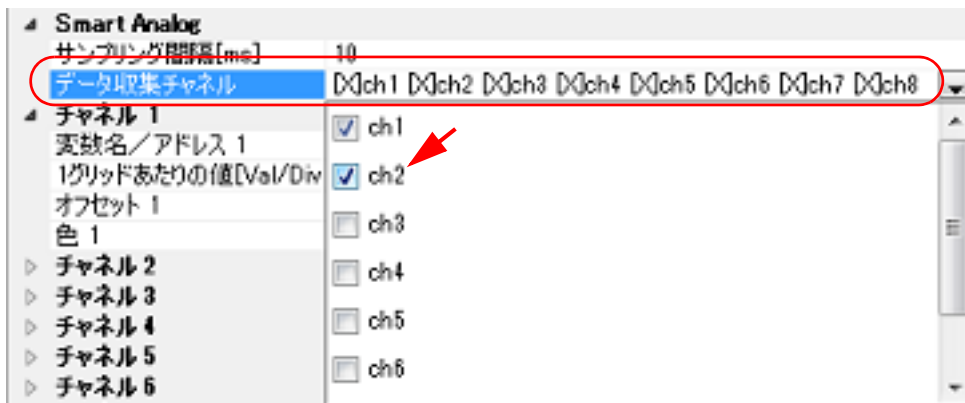 Smart Analog
サンプリング間隔[ms] 10
データ収集チャネル [X]ch1 [X]ch2 [X]ch3 [X]ch4 [X]ch5 [X]ch6 [X]ch7 [X]ch8
チャネル 1
ch1
変数名／アドレス 1
1グリッドあたりの値[Val/Div
ch2
オフセット 1
色 1
ch3
チャネル 2
ch4
チャネル 3
チャネル 4
ch5
チャネル 5
チャネル 6
ch6